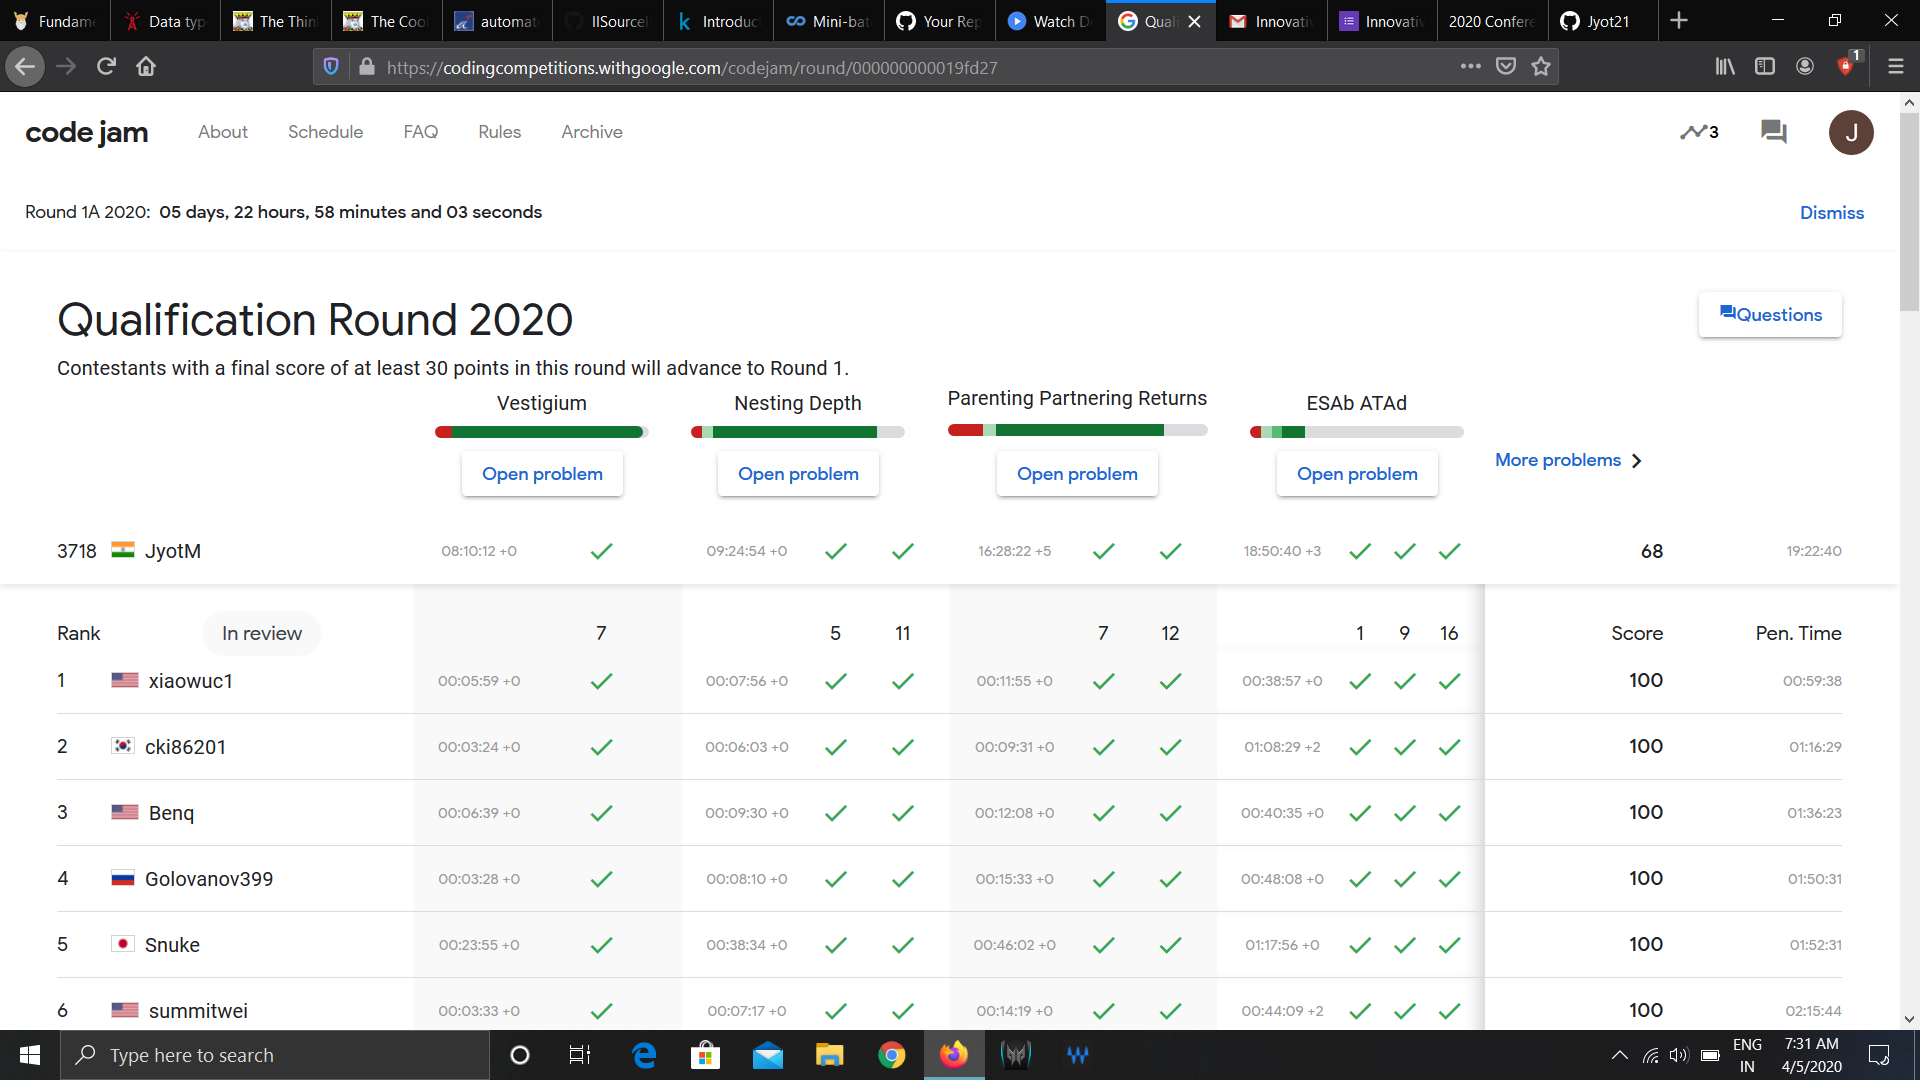 Fundame
Data typ
The Thin
The Coo
automat
IISourcel
Introduc
Mini-bat
Your Rep
Watch D
Quali
Innovativ
Innovativ
2020 Confere
Jyot21
https://codingcompetitions.withgoogle.com/codejam/round/000000000019fd27
1
code jam About Schedule FAQ Rules Archive 3 J
Round 1A 2020: 05 days, 22 hours, 58 minutes and 03 seconds Dismiss
Qualification Round 2020
Questions
Contestants with a final score of at least 30 points in this round will advance to Round 1.
Vestigium Nesting Depth Parenting Partnering Returns ESAb ATAd
Open problem Open problem Open problem Open problem More problems
3718 JyotM 08:10:12 +0 09:24:54 +0 16:28:22 +5 18:50:40 +3 68 19:22:40
Rank In review 7 5 11 7 12 1 9 16 Score Pen. Time
1 xiaowuc1 00:05:59 +0 00:07:56 +0 00:11:55 +0 00:38:57 +0 100 00:59:38
2 cki86201 00:03:24 +0 00:06:03 +0 00:09:31 +0 01:08:29 +2 100 01:16:29
3 Benq 00:06:39 +0 00:09:30 +0 00:12:08 +0 00:40:35 +0 100 01:36:23
4 Golovanov399 00:03:28 +0 00:08:10 +0 00:15:33 +0 00:48:08 +0 100 01:50:31
5 Snuke 00:23:55 +0 00:38:34 +0 00:46:02 +0 01:17:56 +0 100 01:52:31
6 summitwei 00:03:33 +0 00:07:17 +0 00:14:19 +0 00:44:09 +2 100 02:15:44
Type here to search
ENG
IN
7:31 AM
4/5/2020